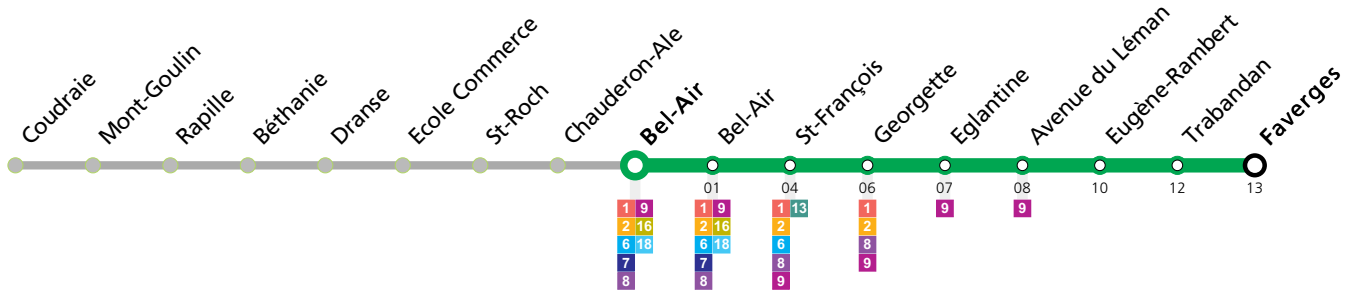 Coudraie
Mont-Goulin
Rapille
Béthanie
Dranse
Ecole Commerce
St-Roch
Chauderon-Ale
Bel-Air
Bel-Air
St-François
Georgette
Eglantine
Avenue du Léman
Eugène-Rambert
Trabandan
Faverges
01 04 06 07 08 10 12 13
1 9 1 9 1 13 1 9 9
2 16 2 16 2 2
6 18 6 18 6 8
7 7 8 9
8 8 9